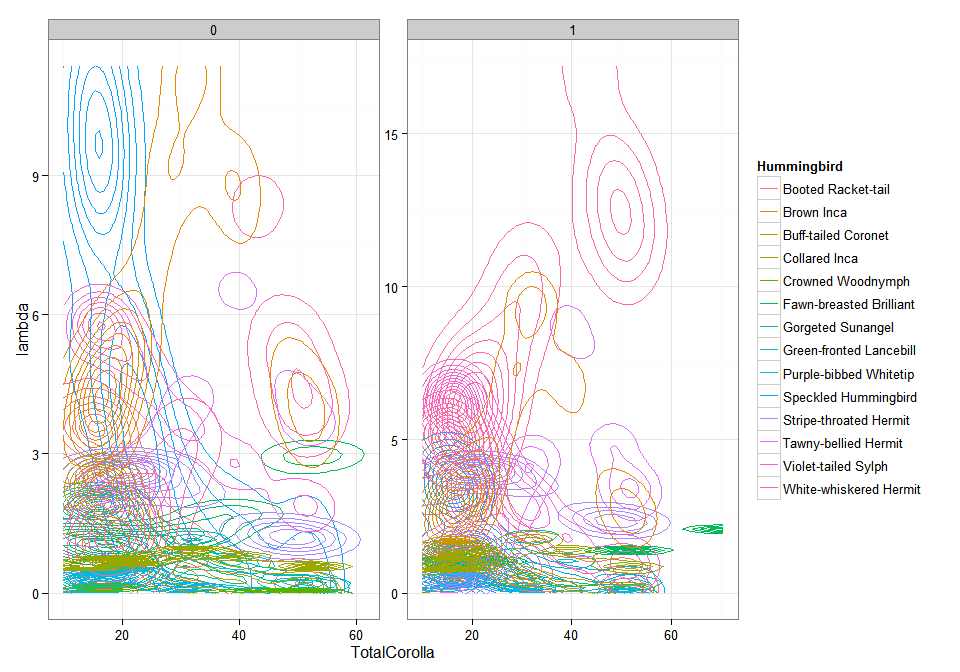 0
1
lambda
9
6
3
0
15
10
5
0
20
40
60
20
40
60
TotalCorolla
Hummingbird
Booted Racket-tail
Brown Inca
Buff-tailed Coronet
Collared Inca
Crowned Woodnymph
Fawn-breasted Brilliant
Gorgeted Sunangel
Green-fronted Lancebill
Purple-bibbed Whitetip
Speckled Hummingbird
Stripe-throated Hermit
Tawny-bellied Hermit
Violet-tailed Sylph
White-whiskered Hermit